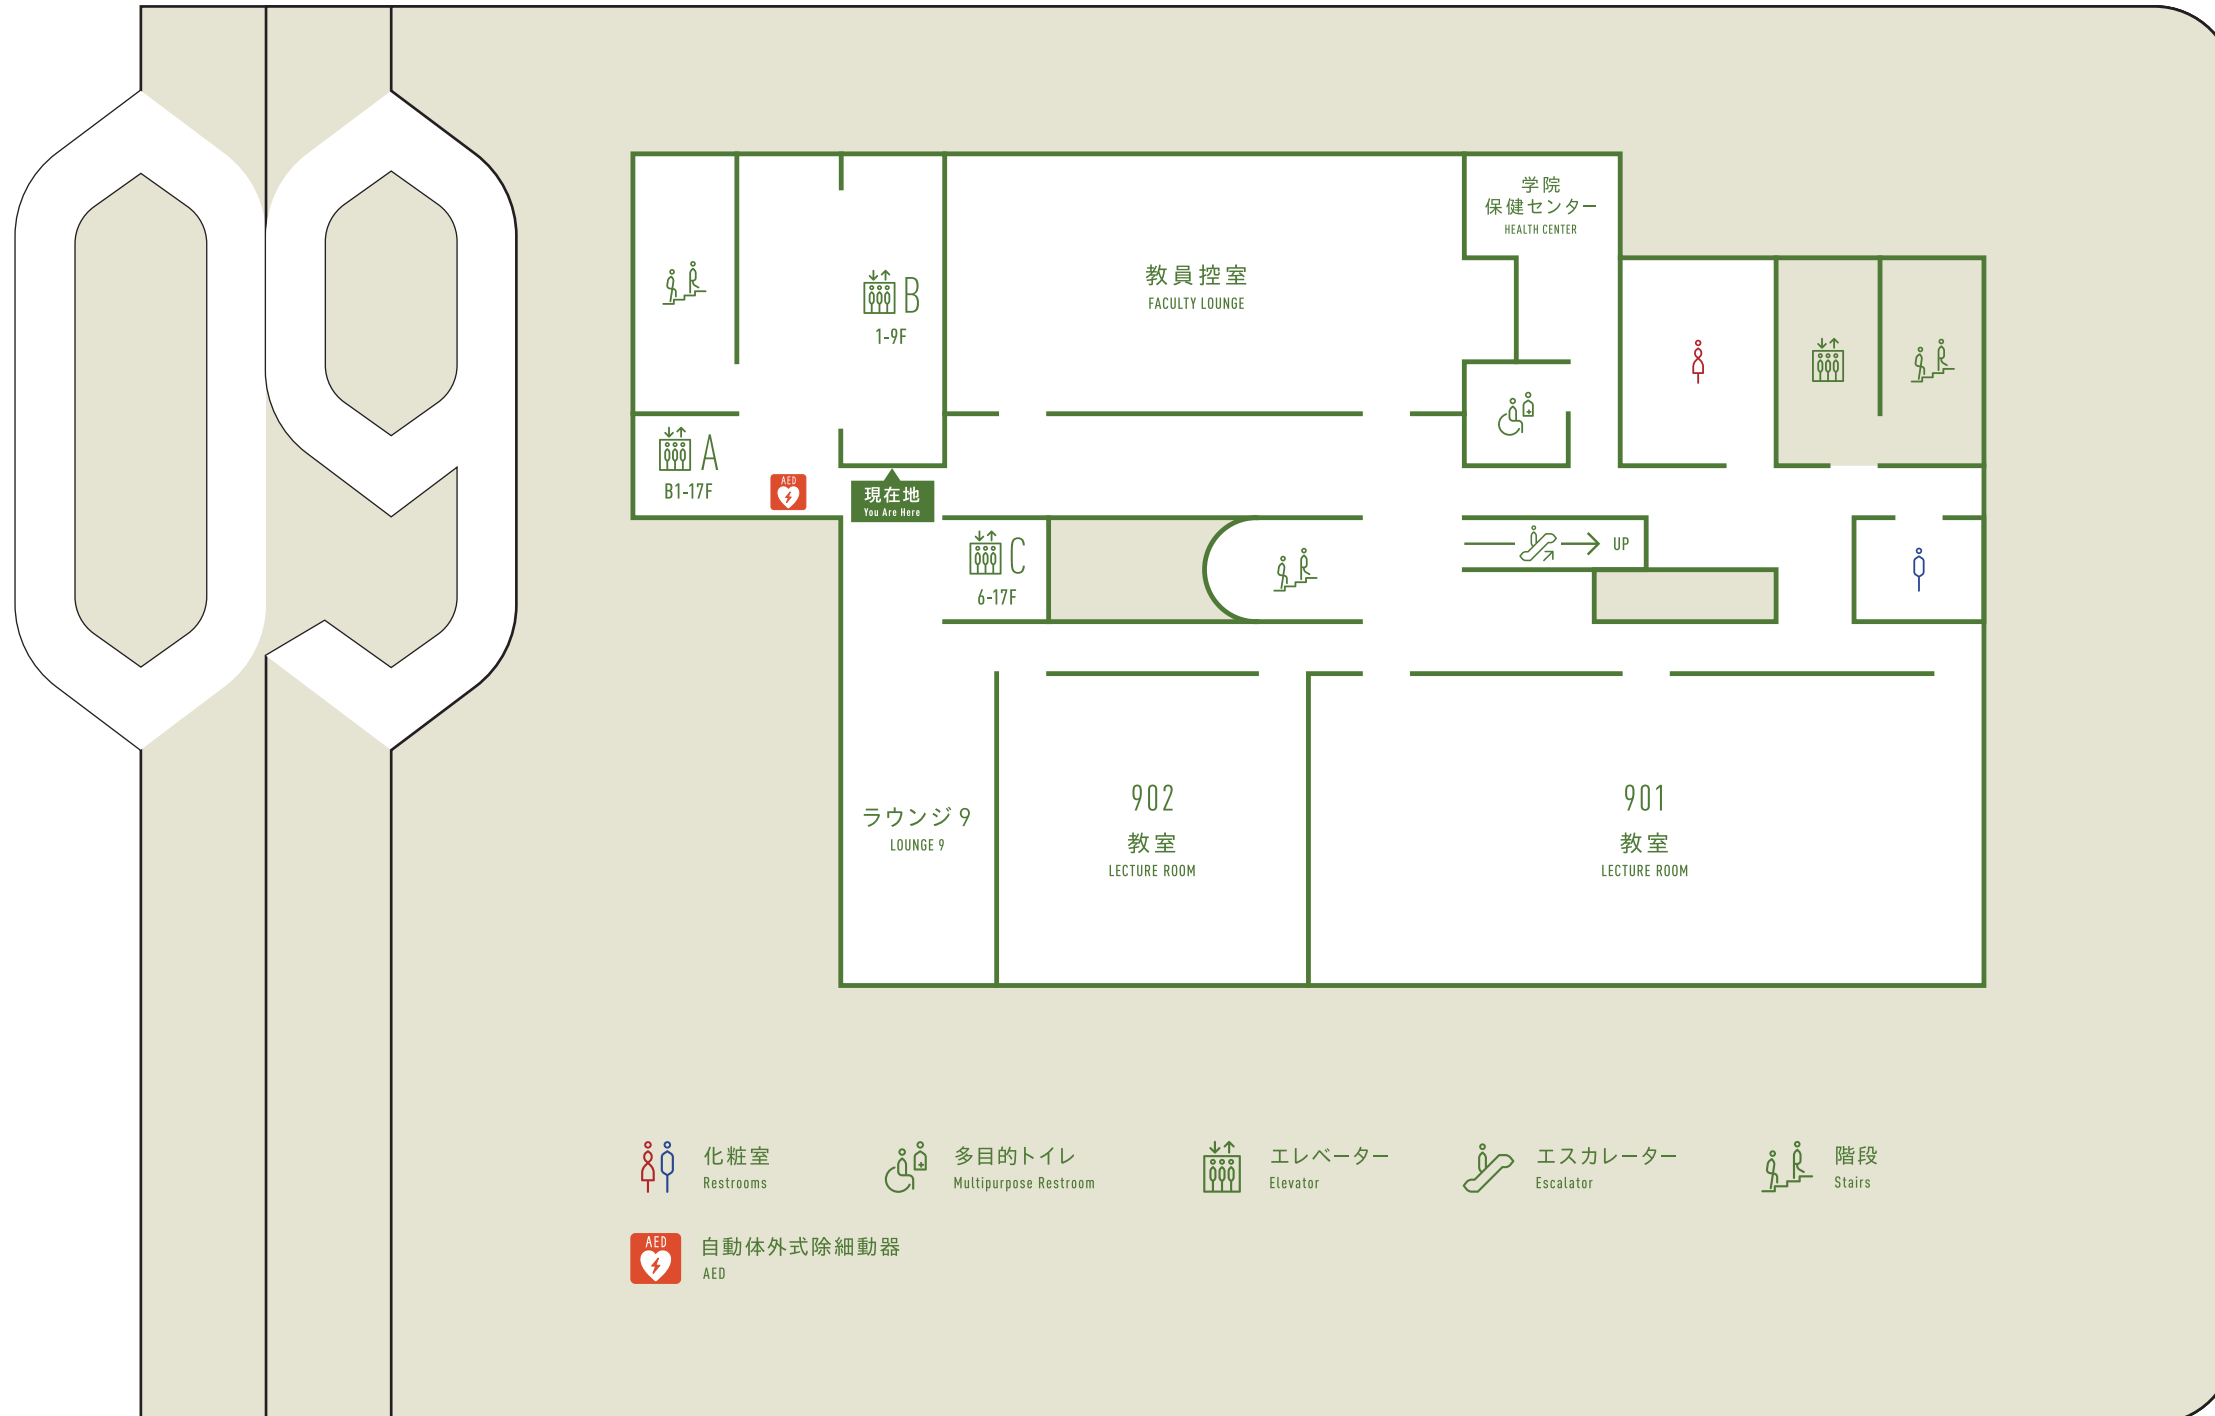 09
学院
保健センター
HEALTH CENTER
教員控室
FACULTY LOUNGE
B
1-9F
A
B1-17F
AED
現在地
You Are Here
C
6-17F
UP
ラウンジ 9
LOUNGE 9
902
教室
LECTURE ROOM
901
教室
LECTURE ROOM
化粧室
Restrooms
多目的トイレ
Multipurpose Restroom
エレベーター
Elevator
エスカレーター
Escalator
階段
Stairs
AED
自動体外式除細動器
AED